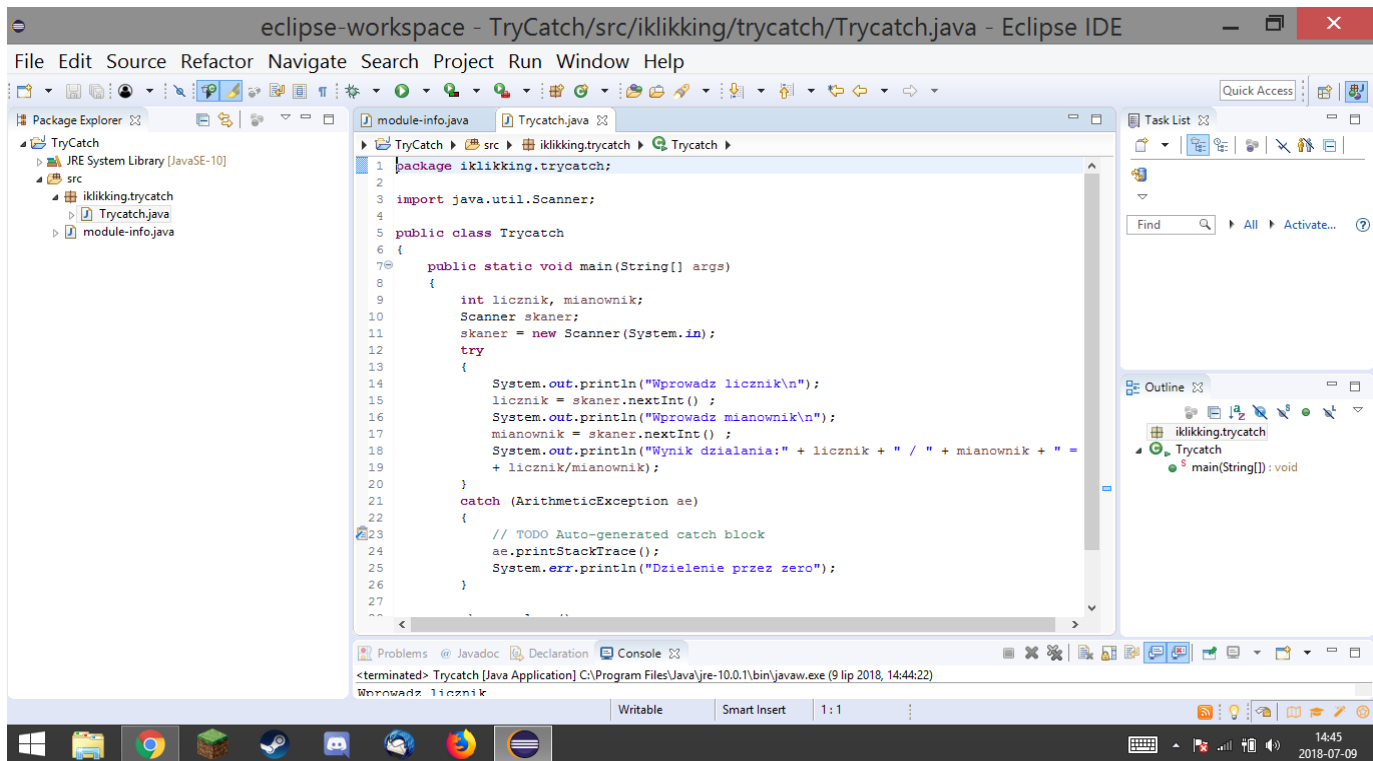 eclipse-workspace - TryCatch/src/iklikking/trycatch/Trycatch.java - Eclipse IDE
File Edit Source Refactor Navigate Search Project Run Window Help
Quick Access
Package Explorer
TryCatch
JRE System Library [JavaSE-10]
src
iklikking.trycatch
Trycatch.java
module-info.java
module-info.java Trycatch.java
TryCatch src iklikking.trycatch Trycatch
1 package iklikking.trycatch;
2
3 import java.util.Scanner;
4
5 public class Trycatch
6 {
7 public static void main(String[] args)
8 {
9 int licznik, mianownik;
10 Scanner skaner;
11 skaner = new Scanner(System.in);
12 try
13 {
14 System.out.println("Wprowadz licznik\n");
15 licznik = skaner.nextInt() ;
16 System.out.println("Wprowadz mianownik\n");
17 mianownik = skaner.nextInt() ;
18 System.out.println("Wynik dzialania:" + licznik + " / " + mianownik + " =
19 + licznik/mianownik);
20 }
21 catch (ArithmeticException ae)
22 {
23 // TODO Auto-generated catch block
24 ae.printStackTrace();
25 System.err.println("Dzielenie przez zero");
26 }
27
Task List
Find All Activate...
Outline
iklikking.trycatch
Trycatch
main(String[]) : void
Problems @ Javadoc Declaration Console
<terminated> Trycatch [Java Application] C:\Program Files\Java\jre-10.0.1\bin\javaw.exe (9 lip 2018, 14:44:22)
Wprowadz licznik
Writable Smart Insert 1 : 1
14:45
2018-07-09